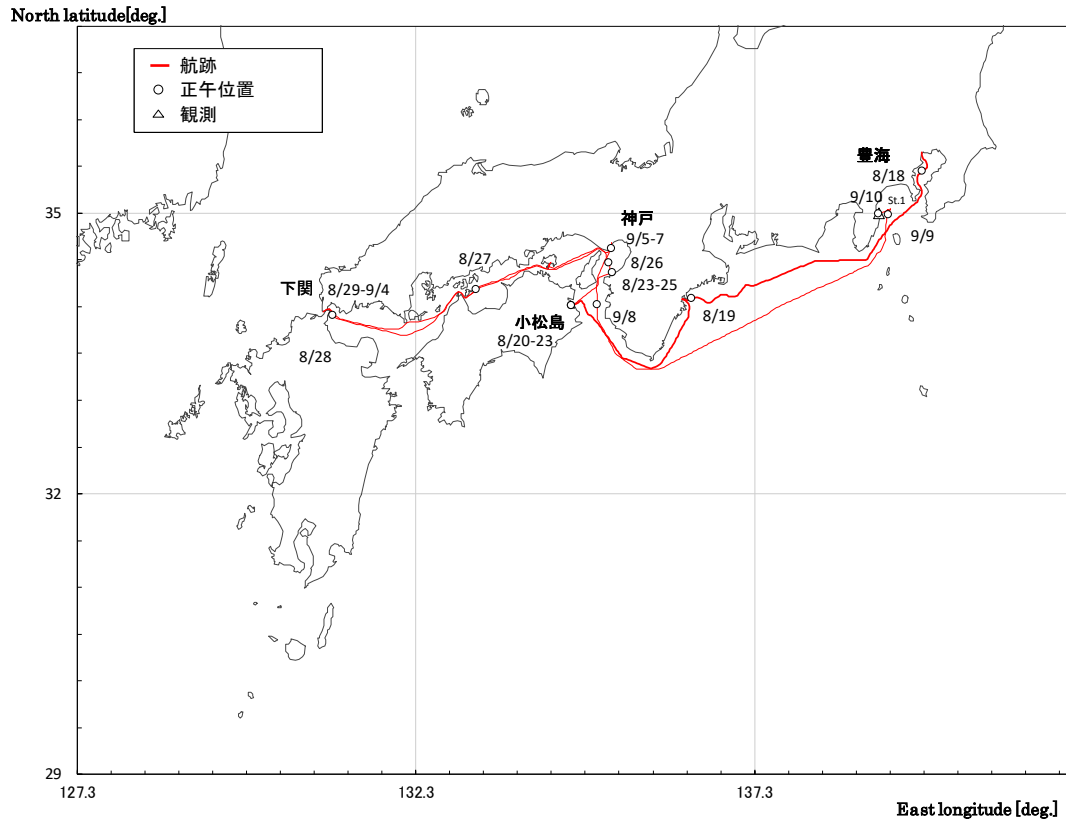 North latitude[deg.]
航跡
正午位置
観測
豊海
8/18
9/10
St.1
35
神戸
9/9
9/5-7
8/27
8/26
下関
8/29-9/4
8/23-25
小松島
9/8
8/19
8/20-23
8/28
32
29
127.3
132.3
137.3
East longitude [deg.]